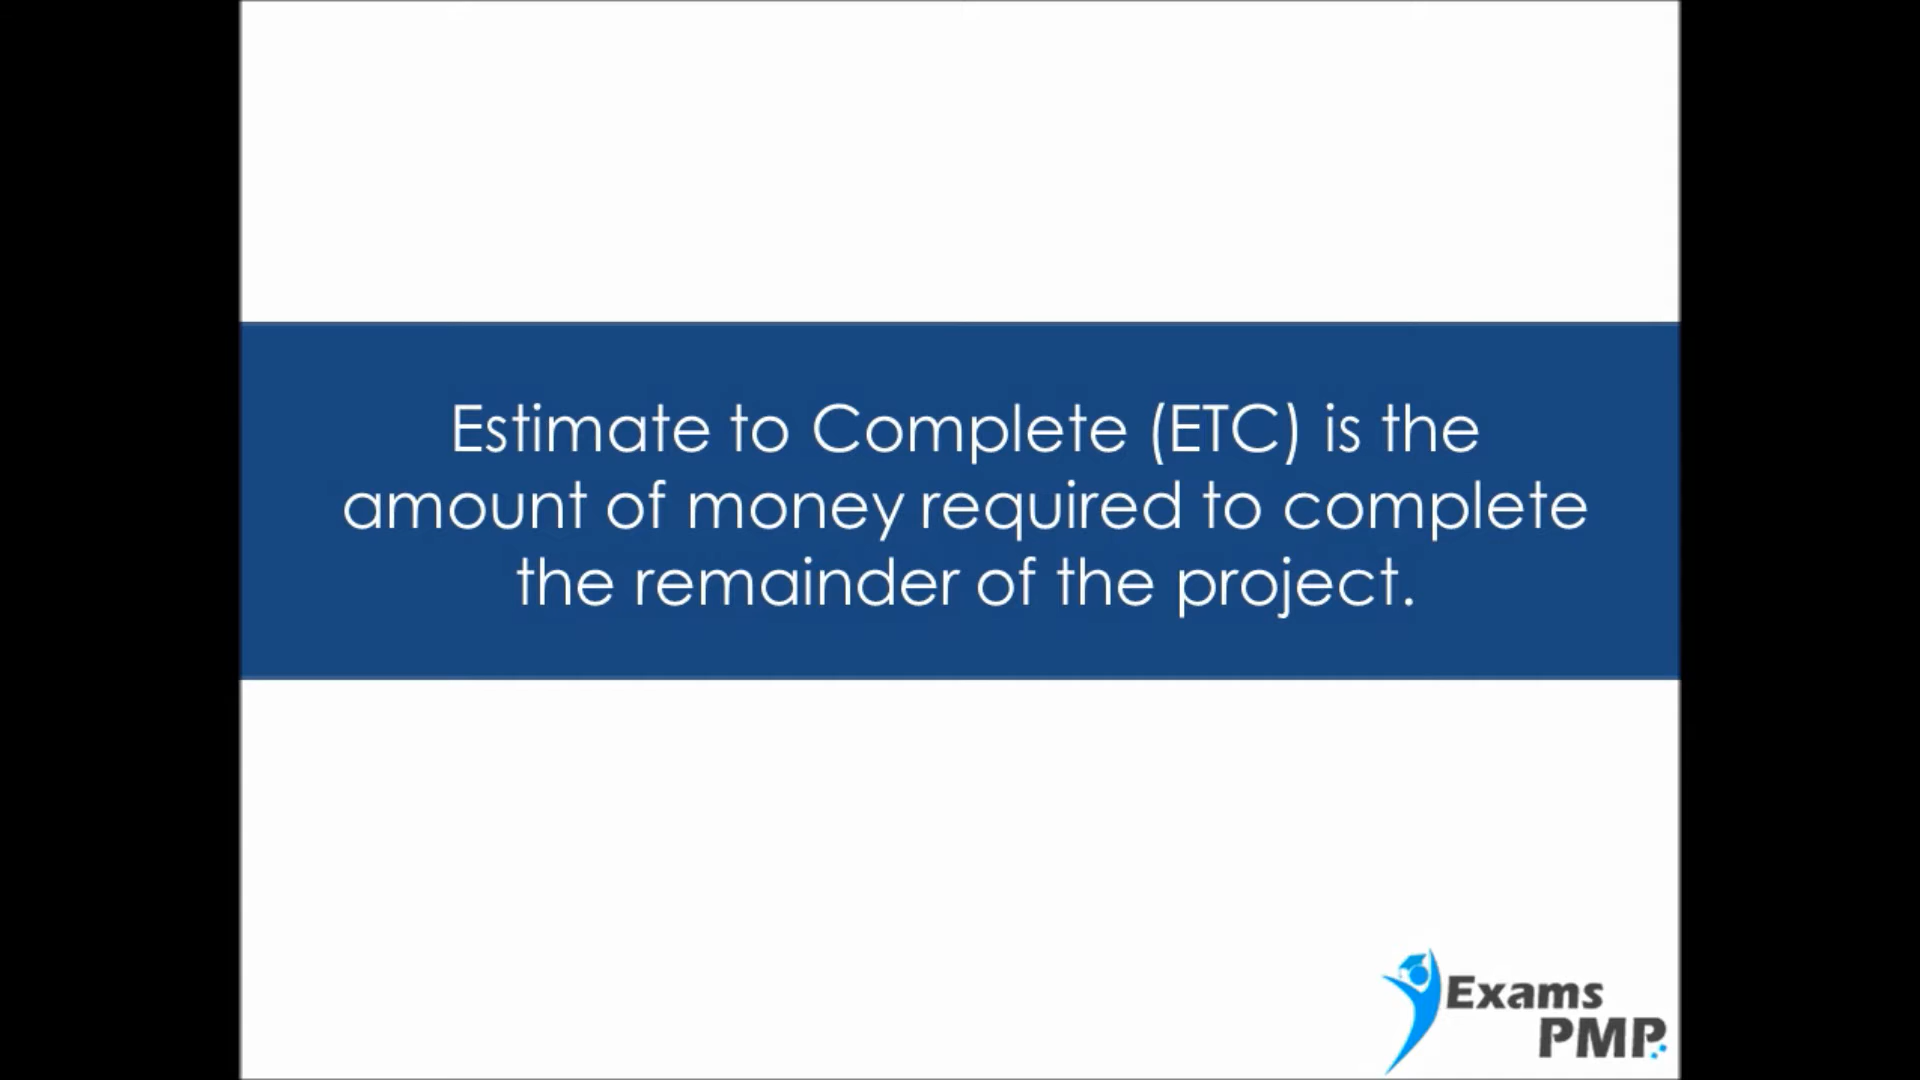 Estimate to Complete (ETC) is the
amount of money required to complete
the remainder of the project.
Exams
PMP